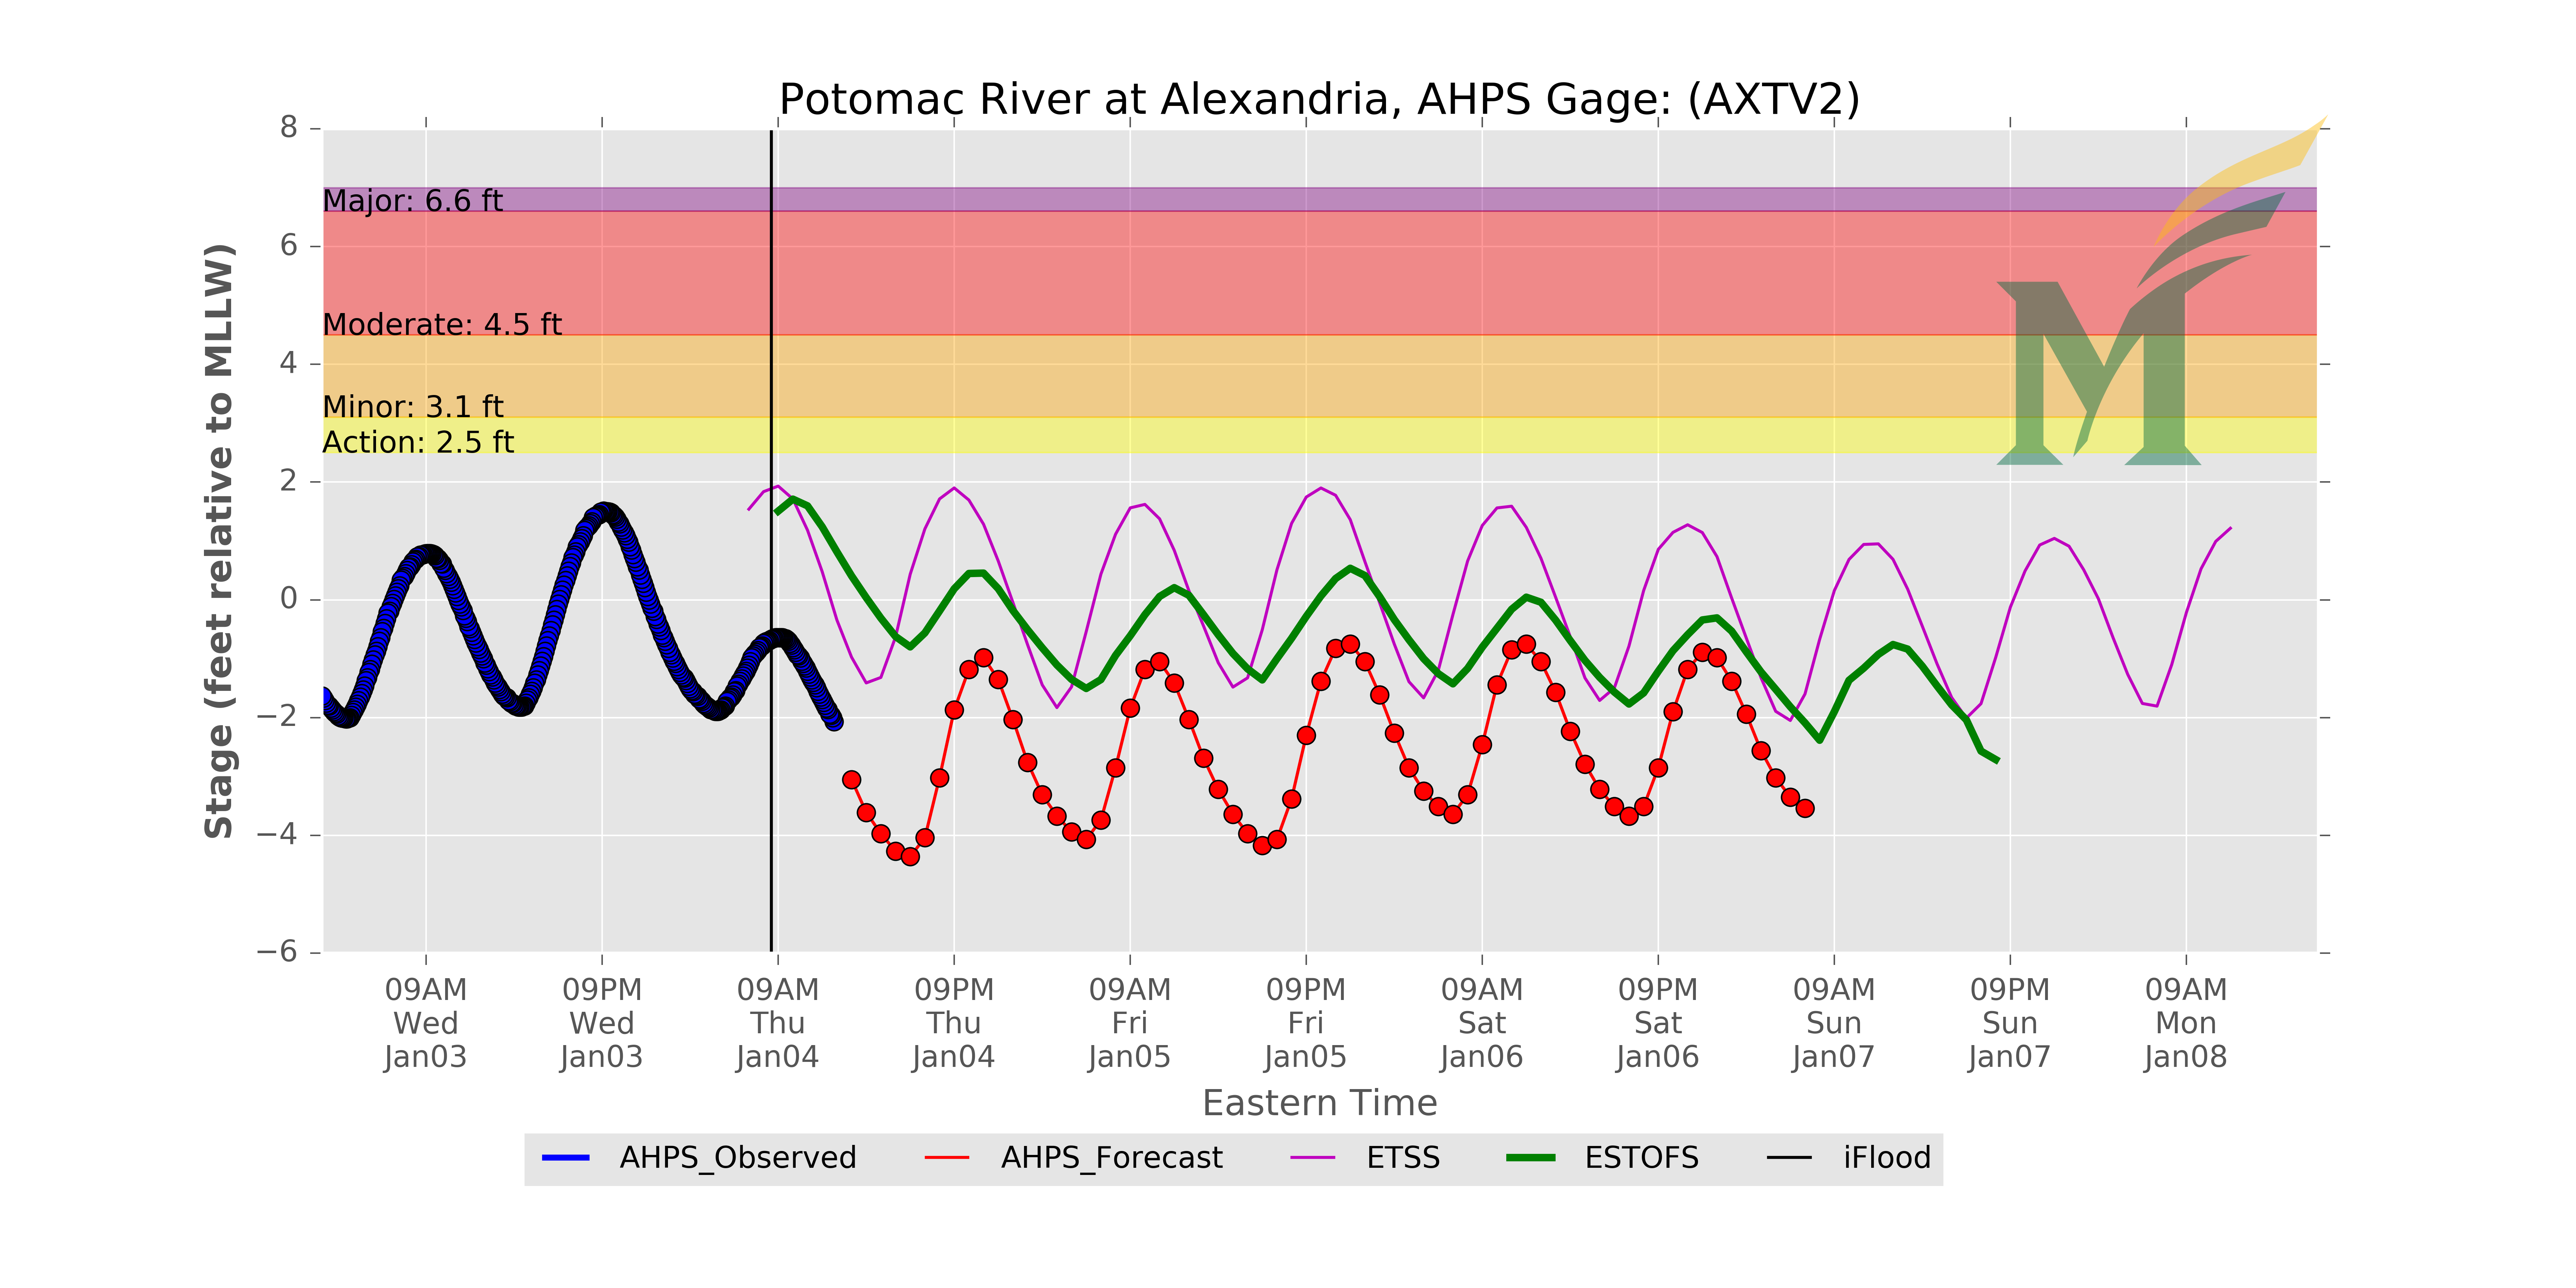 Potomac River at Alexandria, AHPS Gage: (AXTV2)
8
Major: 6.6 ft
6
Moderate: 4.5 ft
4
Minor: 3.1 ft
Action: 2.5 ft
2
0
−2
−4
−6
Stage (feet relative to MLLW)
09AM 09PM 09AM 09PM 09AM 09PM 09AM 09PM 09AM 09PM 09AM
Wed Wed Thu Thu Fri Fri Sat Sat Sun Sun Mon
Jan03 Jan03 Jan04 Jan04 Jan05 Jan05 Jan06 Jan06 Jan07 Jan07 Jan08
Eastern Time
AHPS_Observed AHPS_Forecast ETSS ESTOFS iFlood
M